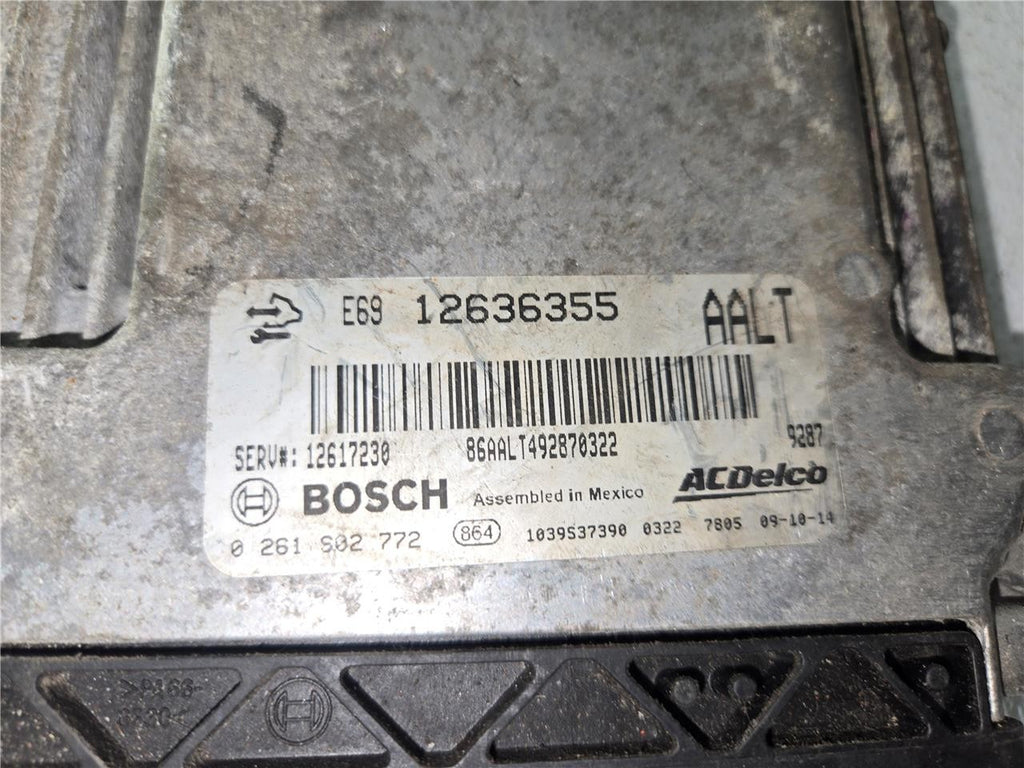 E69 12636355 AALT
SERV#: 12617230 86AALT492870322 9287
BOSCH Assembled in Mexico ACDelco
0 261 S02 772 864 1039S37390 0322 7805 09-10-14